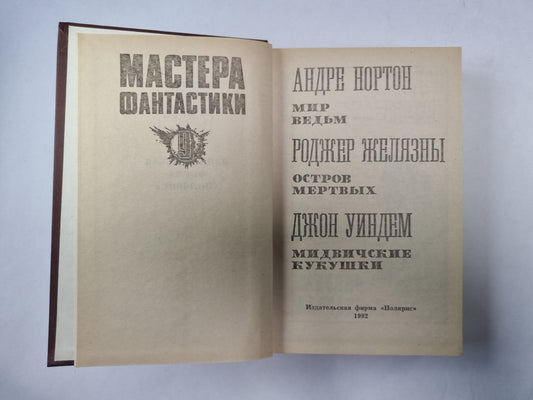 МАСТЕРА
ФАНТАСТИКИ
АНДРЕ НОРТОН
МИР
ВЕДЬМ
РОДЖЕР ЖЕЛЯЗНЫ
ОСТРОВ
МЕРТВЫХ
ДЖОН УИНДЕМ
МИДВИЧСКИЕ
КУКУШКИ
Издательская фирма «Полярис»
1992